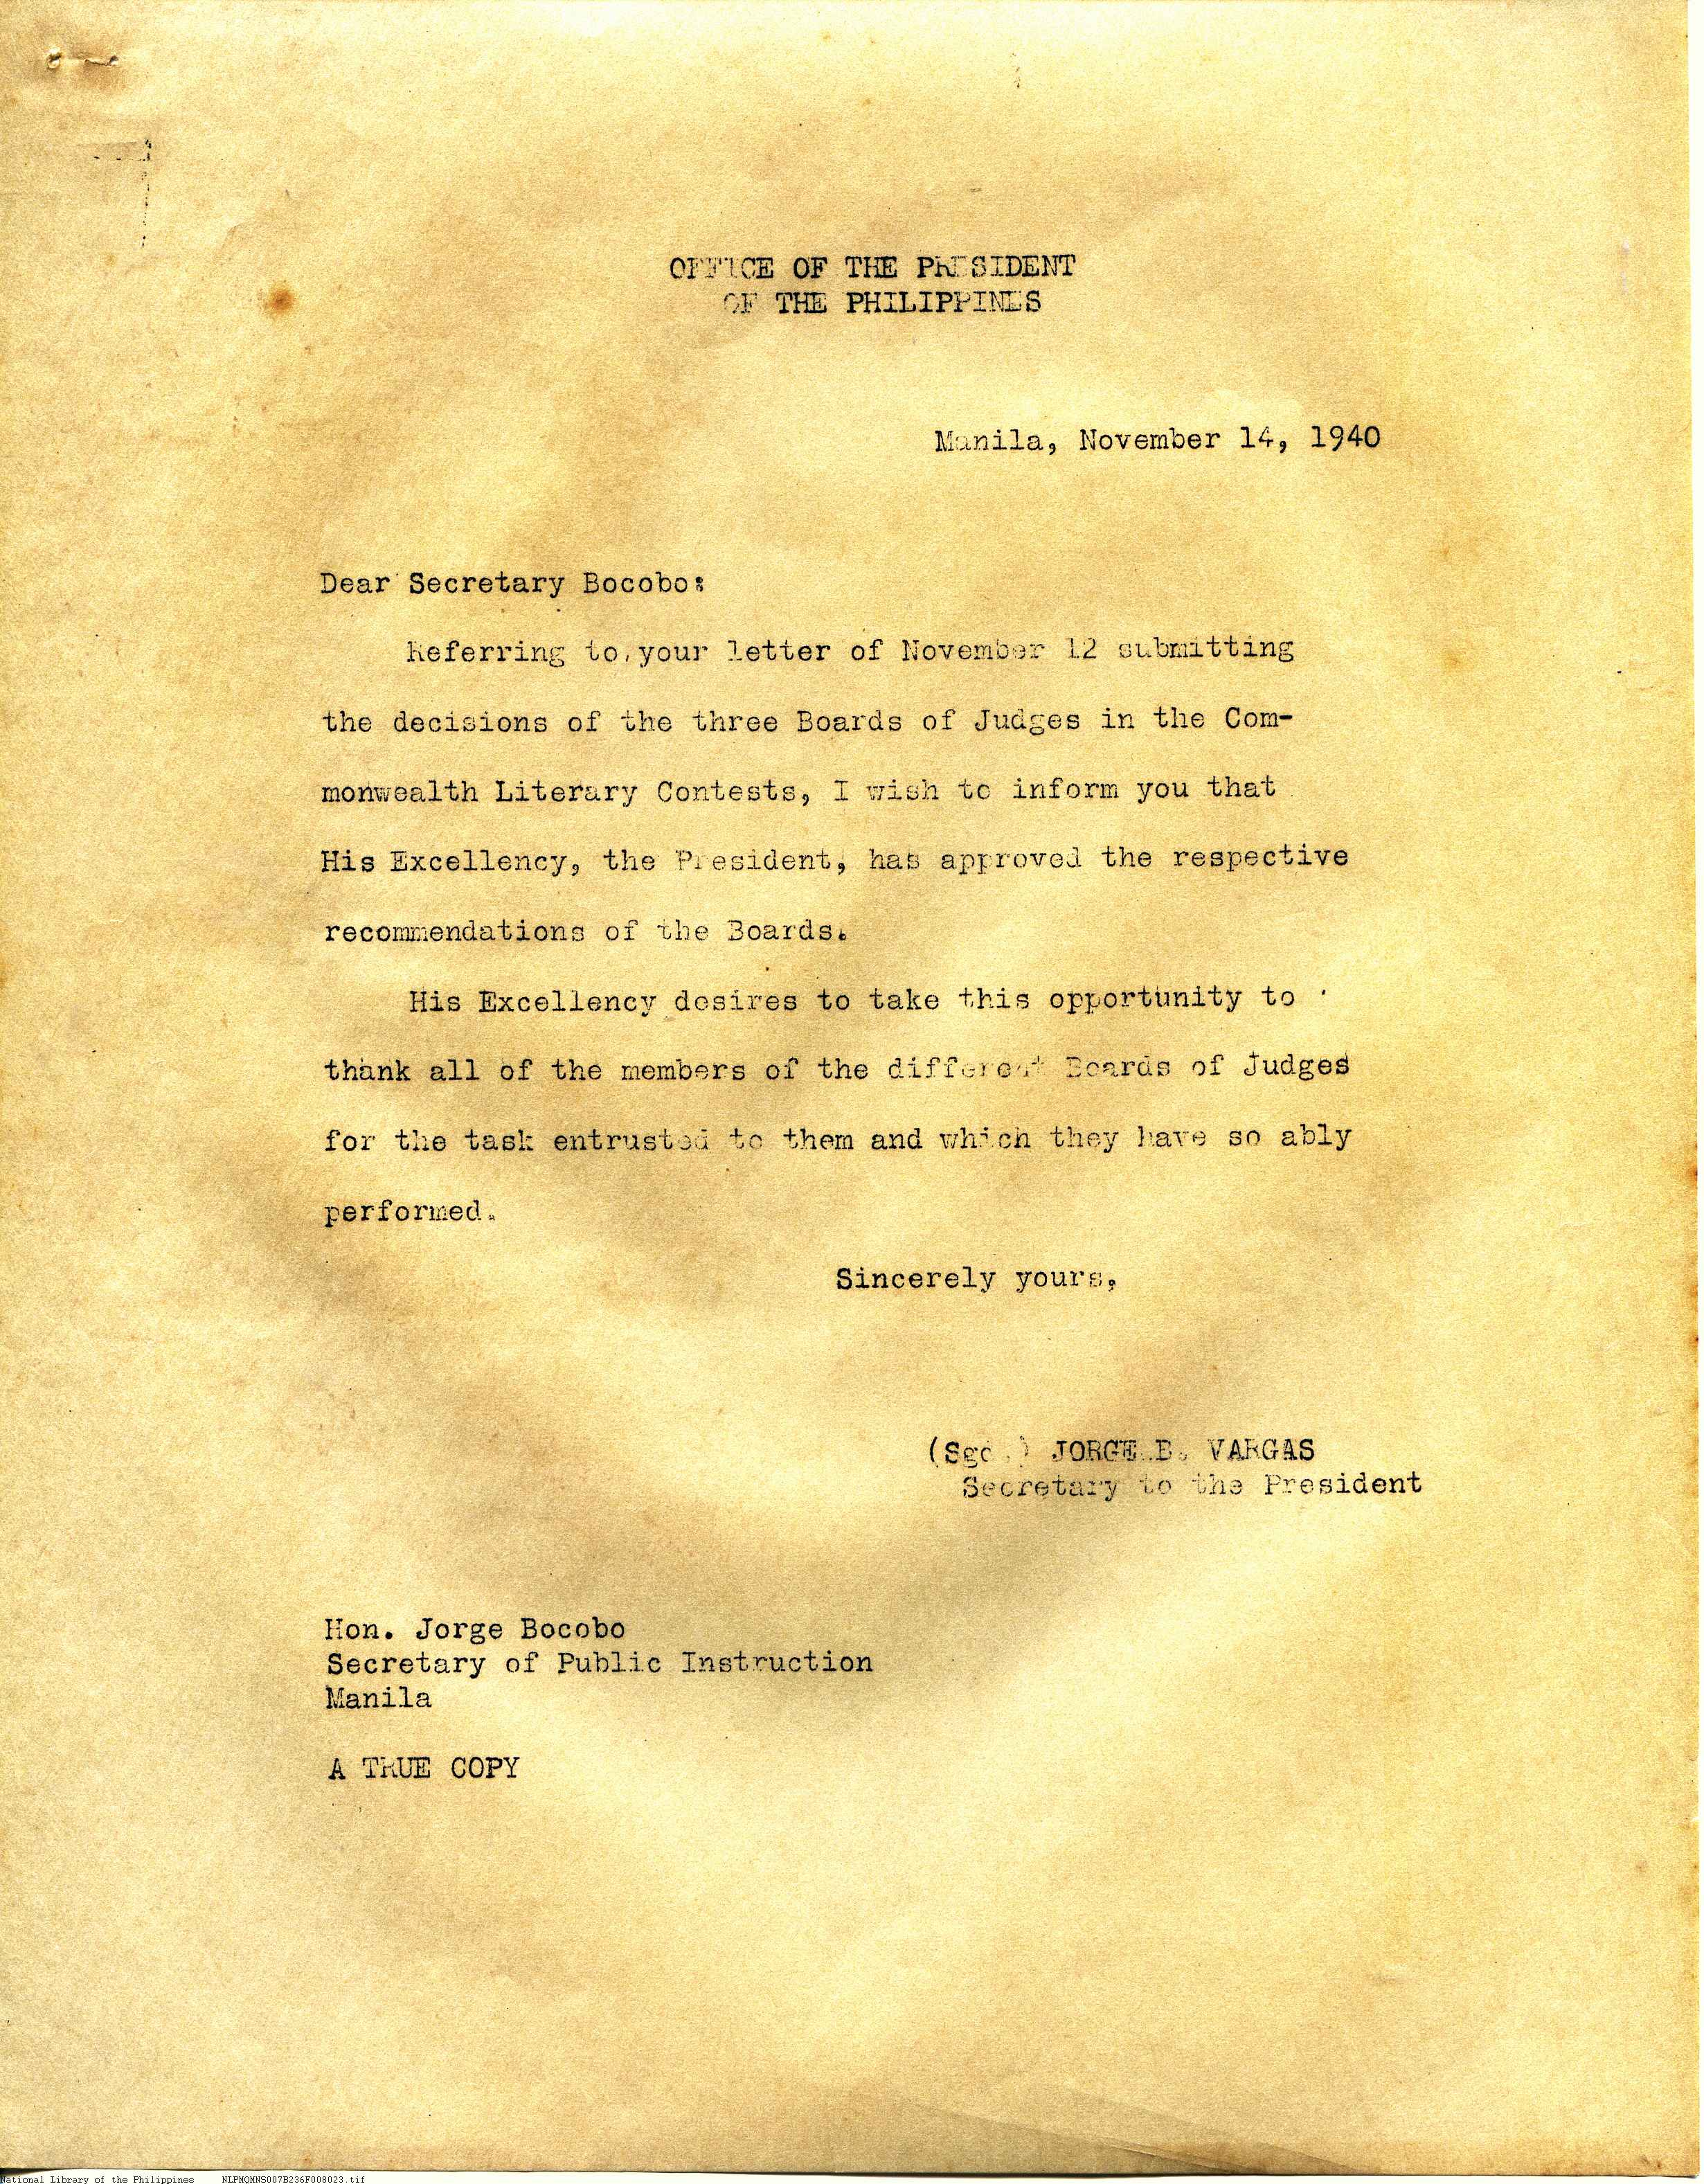 OFFICE OF THE PRESIDENT
OF THE PHILIPPINES
Manila, November 14, 1940
Dear Secretary Bocobo:
Referring to your letter of November 12 submitting
the decisions of the three Boards of Judges in the Com-
monwealth Literary Contests, I wish to inform you that
His Excellency, the President, has approved the respective
recommendations of the Boards.
His Excellency desires to take this opportunity to
thank all of the members of the different Boards of Judges
for the task entrusted to them and which they have so ably
performed.
Sincerely yours,
(Sgd.) JORGE B. VARGAS
Secretary to the President
Hon. Jorge Bocobo
Secretary of Public Instruction
Manila
A TRUE COPY
National Library of the Philippines NLPMQMNS007B236F008023.tif